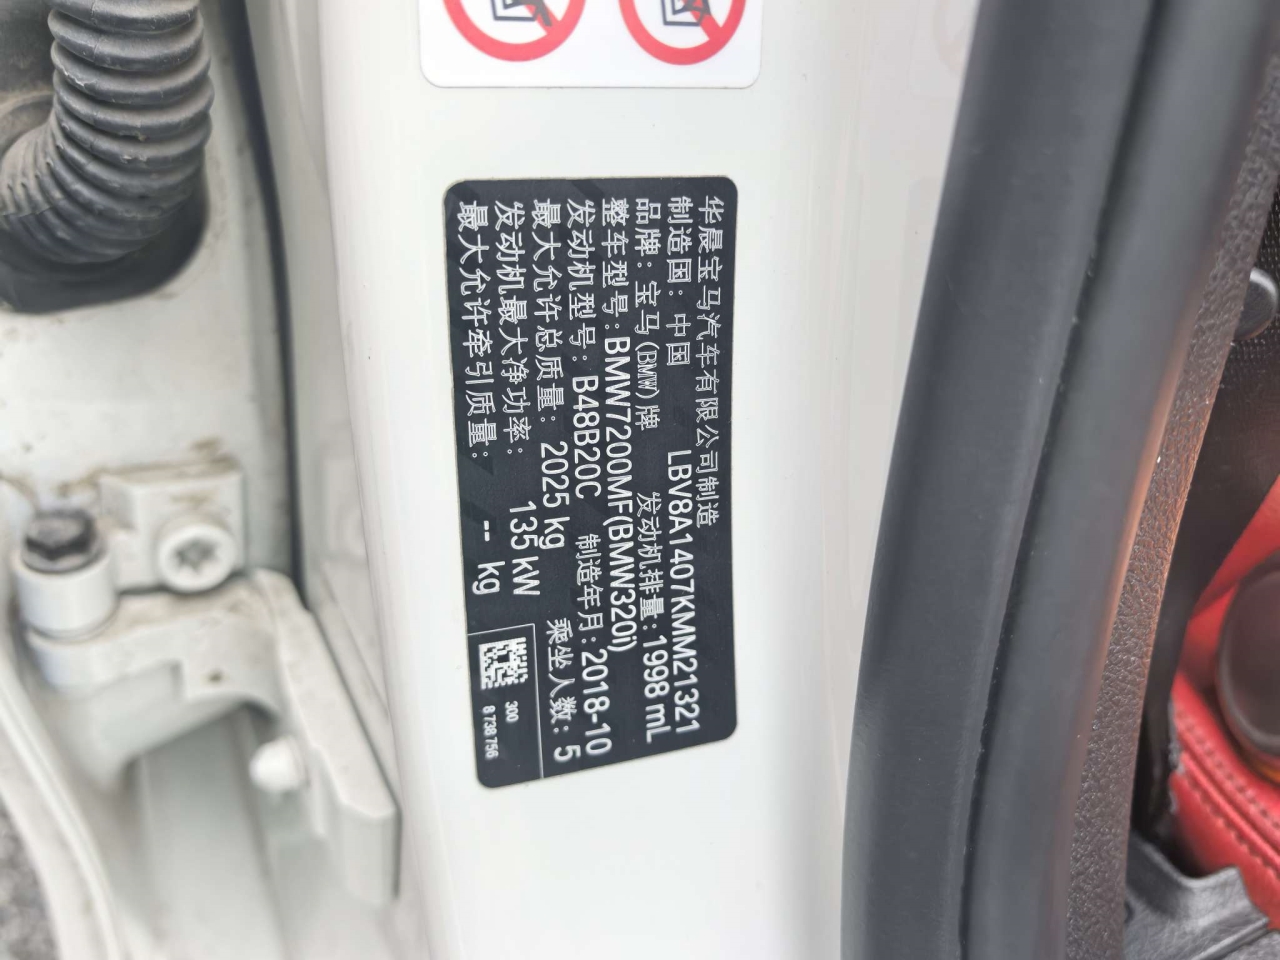 华晨宝马汽车有限公司制造
制造国：中国 LBV8A1407KMM21321
品牌：宝马(BMW)牌 发动机排量：1998 mL
整车型号：BMW7200MF(BMW320i)
发动机型号：B48B20C 制造年月：2018-10
最大允许总质量：2025 kg 乘坐人数：5
发动机最大净功率：135 kW
最大允许牵引质量：-- kg
300
8 738 756